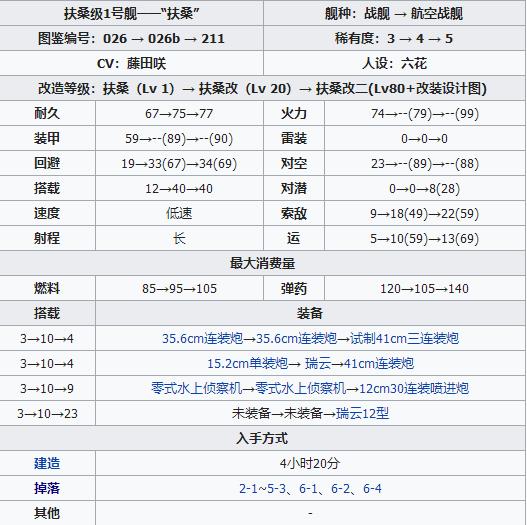 扶桑级1号舰——“扶桑” 舰种：战舰 → 航空战舰
图鉴编号：026 → 026b → 211 稀有度：3 → 4 → 5
CV：藤田咲 人设：六花
改造等级：扶桑（Lv 1）→ 扶桑改（Lv 20）→ 扶桑改二(Lv80+改装设计图)
耐久 67→75→77 火力 74→--(79)→--(99)
装甲 59→--(89)→--(90) 雷装 0→0→0
回避 19→33(67)→34(69) 对空 23→--(89)→--(88)
搭载 12→40→40 对潜 0→0→8(28)
速度 低速 索敌 9→18(49)→22(59)
射程 长 运 5→10(59)→13(69)
最大消费量
燃料 85→95→105 弹药 120→105→140
搭载 装备
3→10→4 35.6cm连装炮→35.6cm连装炮→试制41cm三连装炮
3→10→4 15.2cm单装炮→ 瑞云→41cm连装炮
3→10→9 零式水上侦察机→零式水上侦察机→12cm30连装喷进炮
3→10→23 未装备→未装备→瑞云12型
入手方式
建造 4小时20分
掉落 2-1~5-3、6-1、6-2、6-4
其他 -